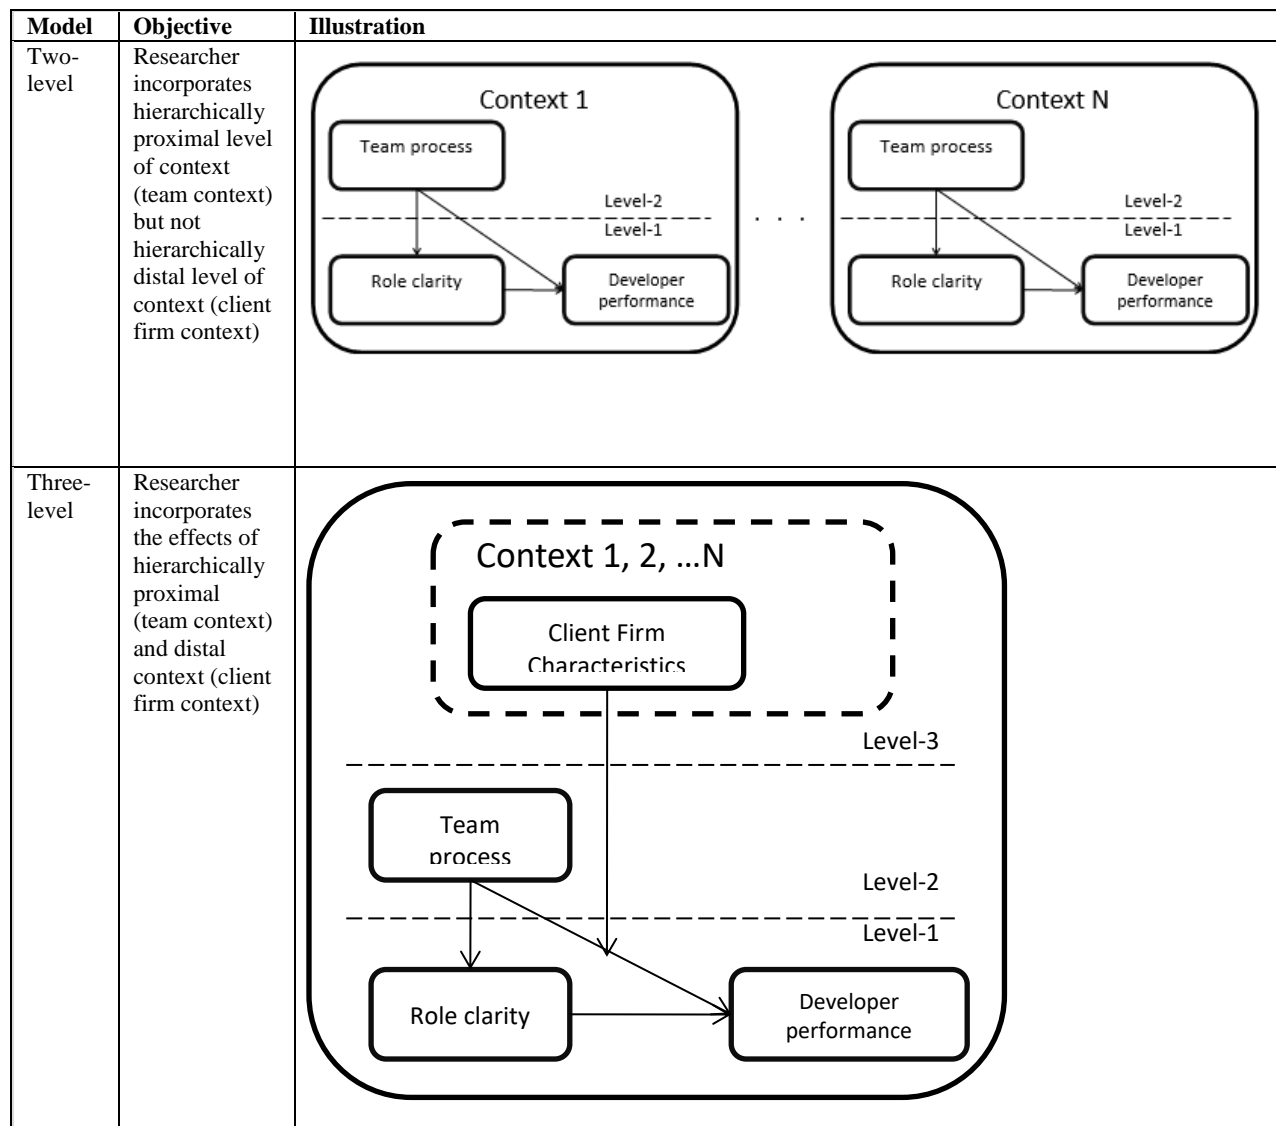 Model
Objective
Illustration
Two-
level
Researcher
incorporates
hierarchically
proximal level
of context
(team context)
but not
hierarchically
distal level of
context (client
firm context)
Context 1
Team process
Level-2
Level-1
Role clarity
Developer
performance
. . .
Context N
Team process
Level-2
Level-1
Role clarity
Developer
performance
Three-
level
Researcher
incorporates
the effects of
hierarchically
proximal
(team context)
and distal
context (client
firm context)
Context 1, 2, …N
Client Firm
Characteristics
Level-3
Team
process
Level-2
Level-1
Role clarity
Developer
performance